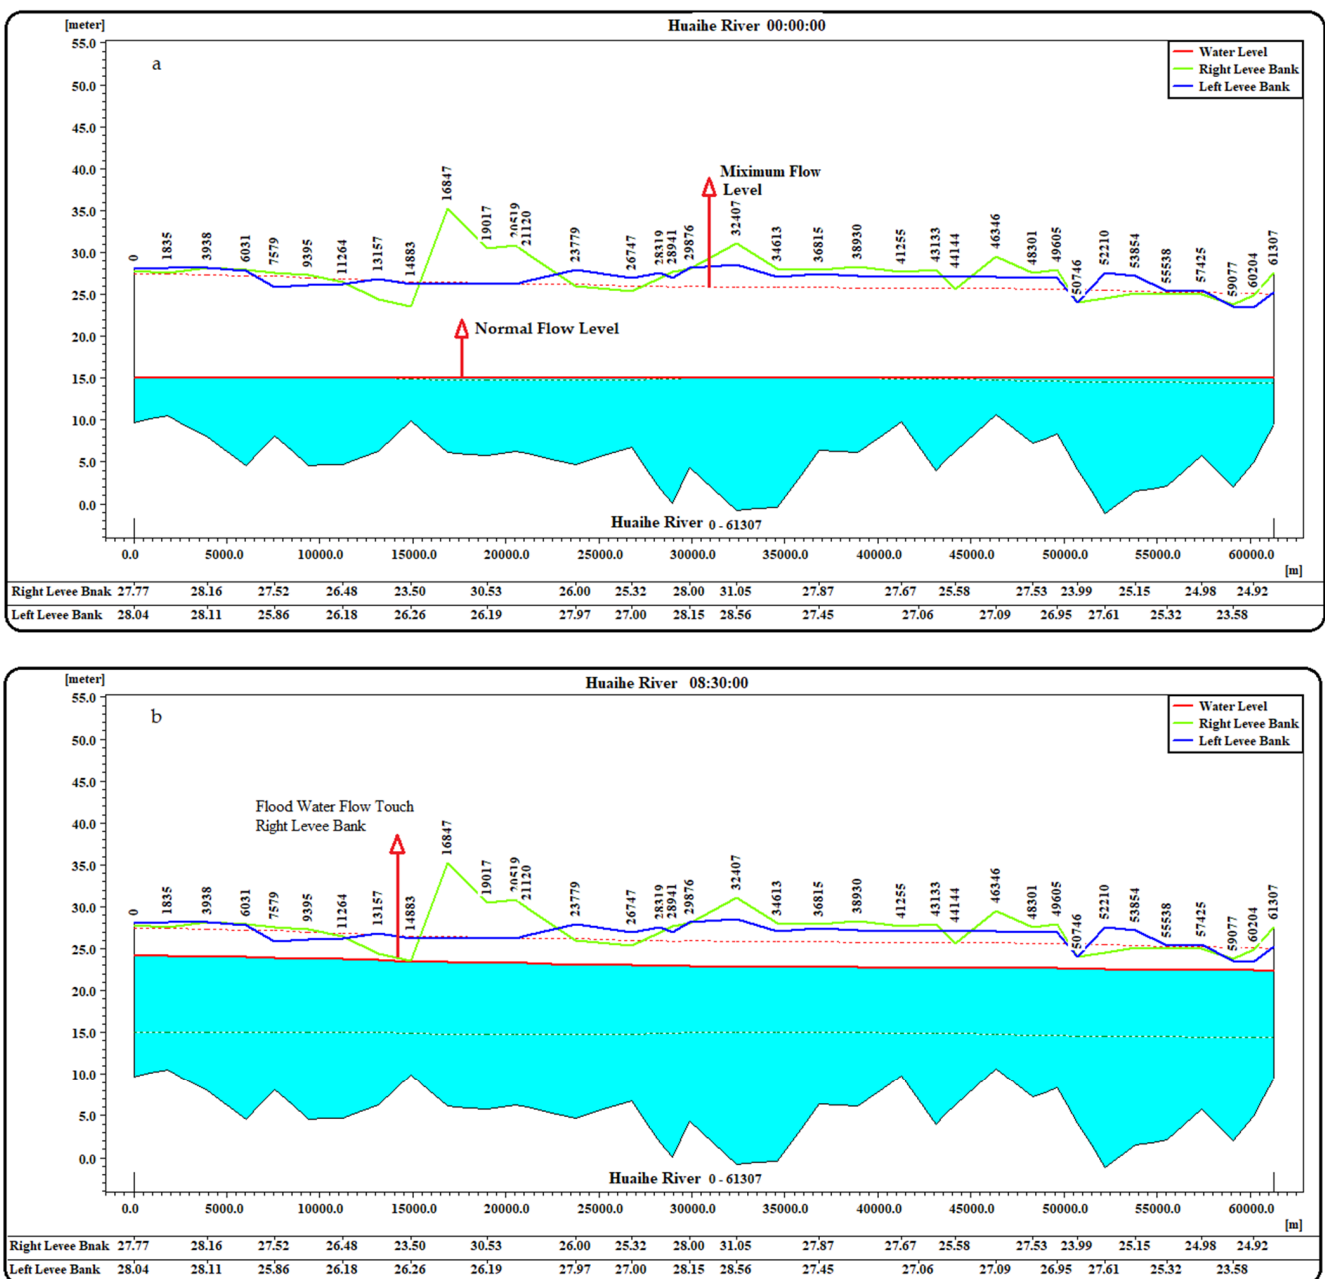 Huaihe River 00:00:00
[meter]
a
Water Level
Right Levee Bank
Left Levee Bank
55.0
50.0
45.0
40.0
35.0
30.0
25.0
20.0
15.0
10.0
5.0
0.0
Miximum Flow
Level
Normal Flow Level
0 1835 3938 6031 7579 9395 11264 13157 14883 16847 19017 20519 21120 23779 26747 28319 28941 29876 32407 34613 36815 38930 41255 43133 44144 46346 48301 49605 50746 52210 53854 55538 57425 59077 60204 61307
Huaihe River 0 - 61307
0.0 5000.0 10000.0 15000.0 20000.0 25000.0 30000.0 35000.0 40000.0 45000.0 50000.0 55000.0 60000.0
[m]
Right Levee Bnak 27.77 28.16 27.52 26.48 23.50 30.53 26.00 25.32 28.00 31.05 27.87 27.67 25.58 27.53 23.99 25.15 24.98 24.92
Left Levee Bank 28.04 28.11 25.86 26.18 26.26 26.19 27.97 27.00 28.15 28.56 27.45 27.06 27.09 26.95 27.61 25.32 23.58
Huaihe River 08:30:00
[meter]
b
Water Level
Right Levee Bank
Left Levee Bank
55.0
50.0
45.0
40.0
35.0
30.0
25.0
20.0
15.0
10.0
5.0
0.0
Flood Water Flow Touch
Right Levee Bank
0 1835 3938 6031 7579 9395 11264 13157 14883 16847 19017 20519 21120 23779 26747 28319 28941 29876 32407 34613 36815 38930 41255 43133 44144 46346 48301 49605 50746 52210 53854 55538 57425 59077 60204 61307
Huaihe River 0 - 61307
0.0 5000.0 10000.0 15000.0 20000.0 25000.0 30000.0 35000.0 40000.0 45000.0 50000.0 55000.0 60000.0
[m]
Right Levee Bnak 27.77 28.16 27.52 26.48 23.50 30.53 26.00 25.32 28.00 31.05 27.87 27.67 25.58 27.53 23.99 25.15 24.98 24.92
Left Levee Bank 28.04 28.11 25.86 26.18 26.26 26.19 27.97 27.00 28.15 28.56 27.45 27.06 27.09 26.95 27.61 25.32 23.58